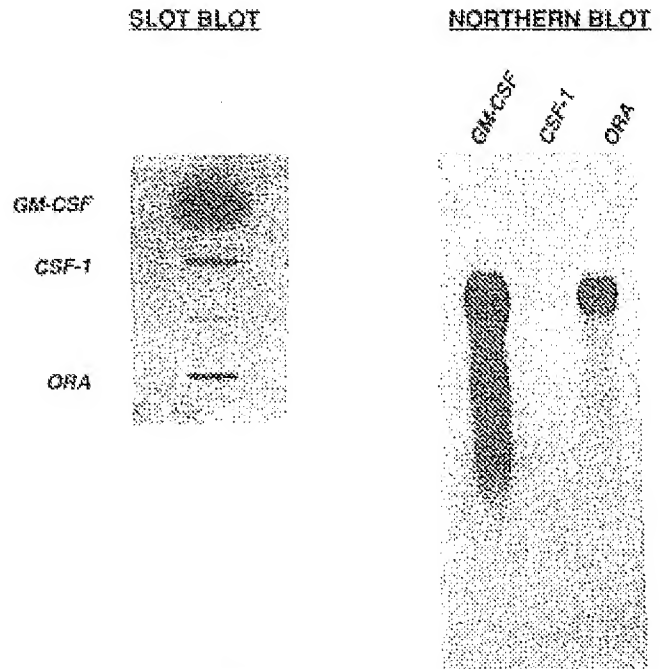 SLOT BLOT
NORTHERN BLOT
GM-CSF
CSF-1
ORA
GM-CSF
CSF-1
ORA